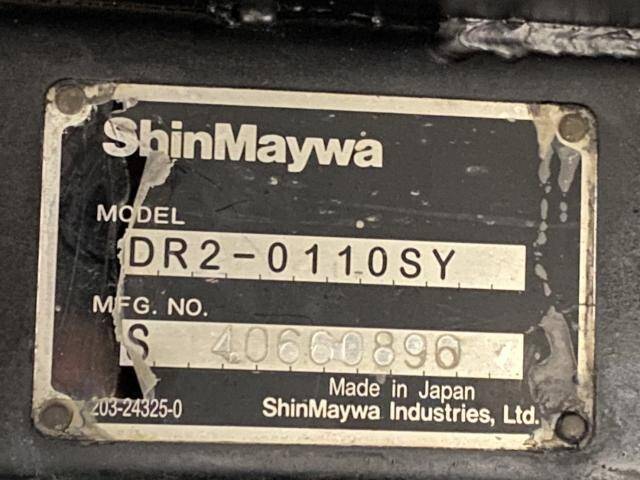 ShinMaywa
MODEL
DR2-0110SY
MFG. NO.
S 40660896
203-24325-0
Made in Japan
ShinMaywa Industries, Ltd.